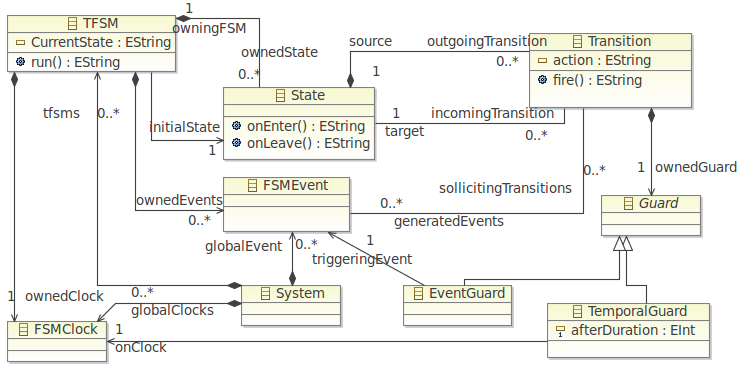 TFSM
CurrentState : EString
run() : EString
1
owningFSM
ownedState
0..*
source
outgoingTransition
1
0..*
Transition
action : EString
fire() : EString
tfsms
0..*
initialState
1
State
onEnter() : EString
onLeave() : EString
1
incomingTransition
target
0..*
ownedEvents
0..*
FSMEvent
0..*
sollicitingTransitions
generatedEvents
0..*
1
ownedGuard
Guard
globalEvent
0..*
1
triggeringEvent
1
ownedClock
0..*
globalClocks
System
EventGuard
TemporalGuard
afterDuration : EInt
FSMClock
1
onClock